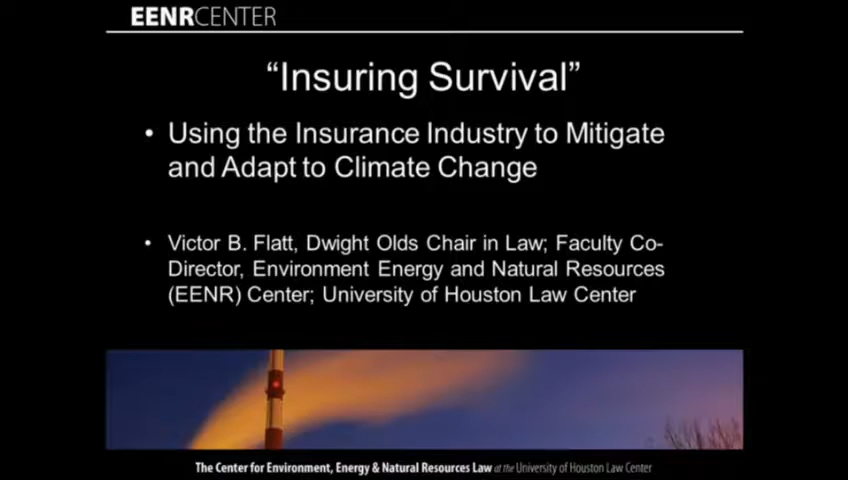 EENRCENTER
“Insuring Survival”
• Using the Insurance Industry to Mitigate
and Adapt to Climate Change
• Victor B. Flatt, Dwight Olds Chair in Law; Faculty Co-
Director, Environment Energy and Natural Resources
(EENR) Center; University of Houston Law Center
The Center for Environment, Energy & Natural Resources Law at the University of Houston Law Center